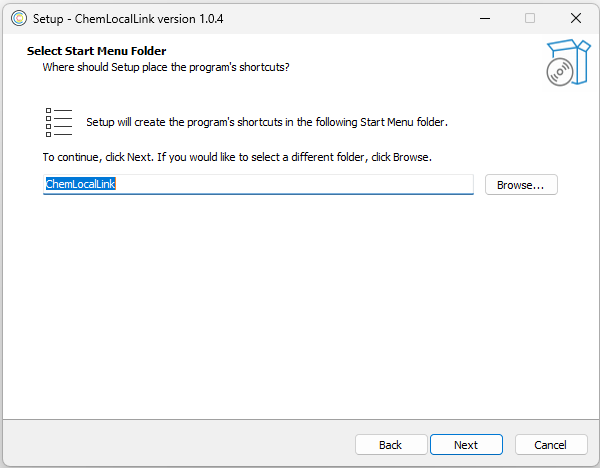 Setup - ChemLocalLink version 1.0.4
Select Start Menu Folder
Where should Setup place the program's shortcuts?
Setup will create the program's shortcuts in the following Start Menu folder.
To continue, click Next. If you would like to select a different folder, click Browse.
ChemLocalLink
Browse...
Back
Next
Cancel